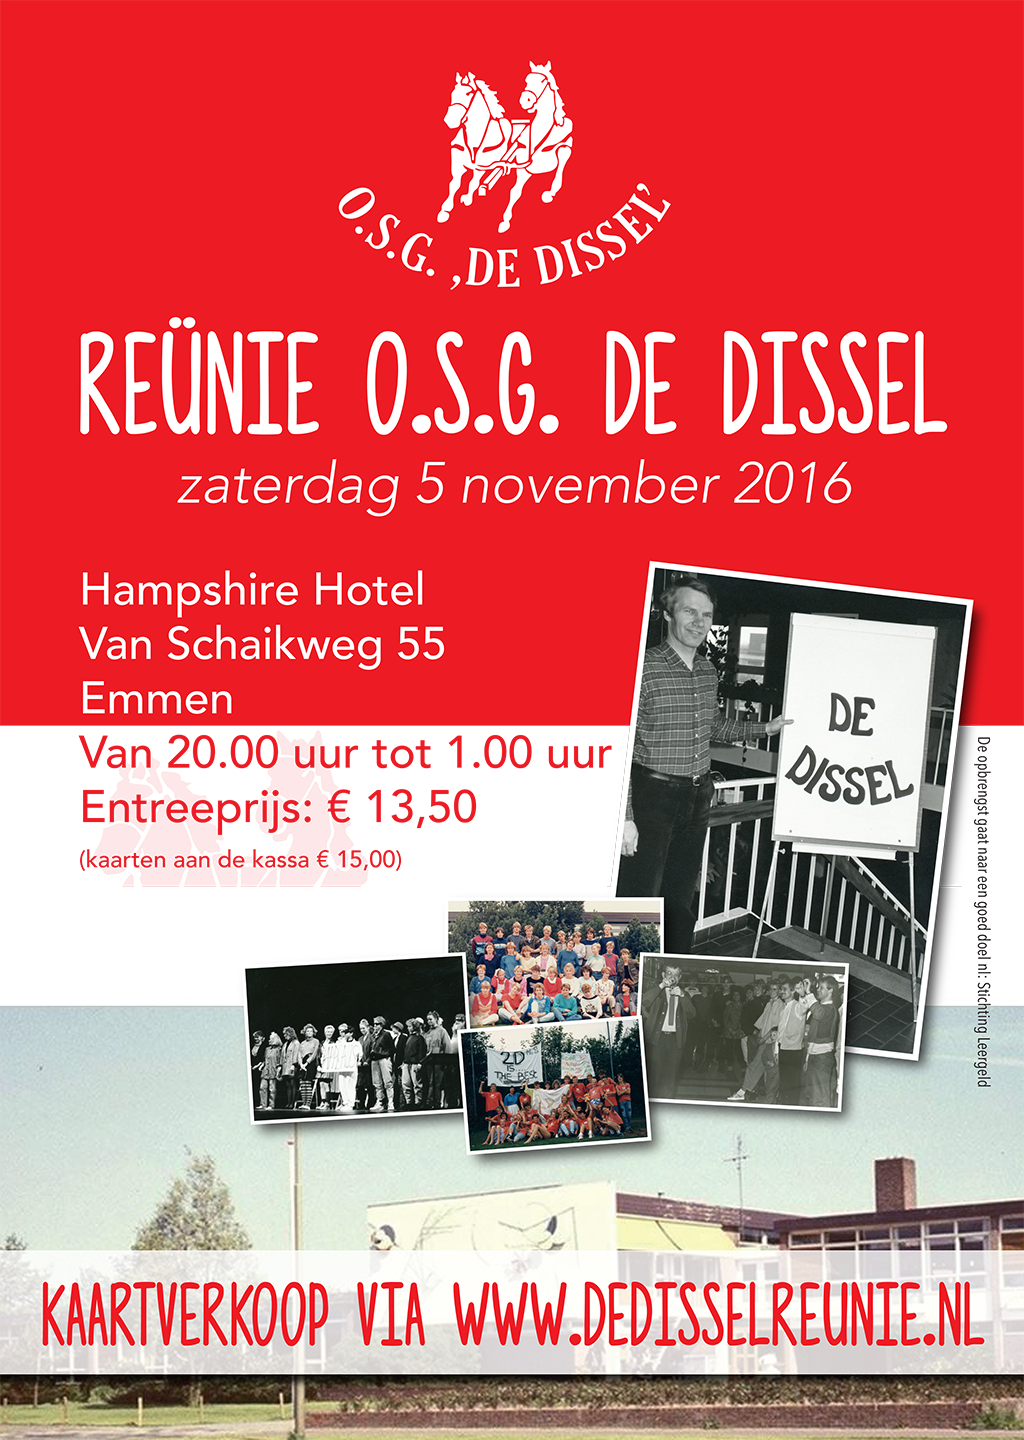 O.S.G. ‚DE DISSEL’
REÜNIE O.S.G. DE DISSEL
zaterdag 5 november 2016
Hampshire Hotel
Van Schaikweg 55
Emmen
Van 20.00 uur tot 1.00 uur
Entreeprijs: € 13,50
(kaarten aan de kassa € 15,00)
DE
DISSEL
De opbrengst gaat naar een goed doel nl: Stichting Leergeld
2D
IS
THE BEST
KAARTVERKOOP VIA WWW.DEDISSELREUNIE.NL